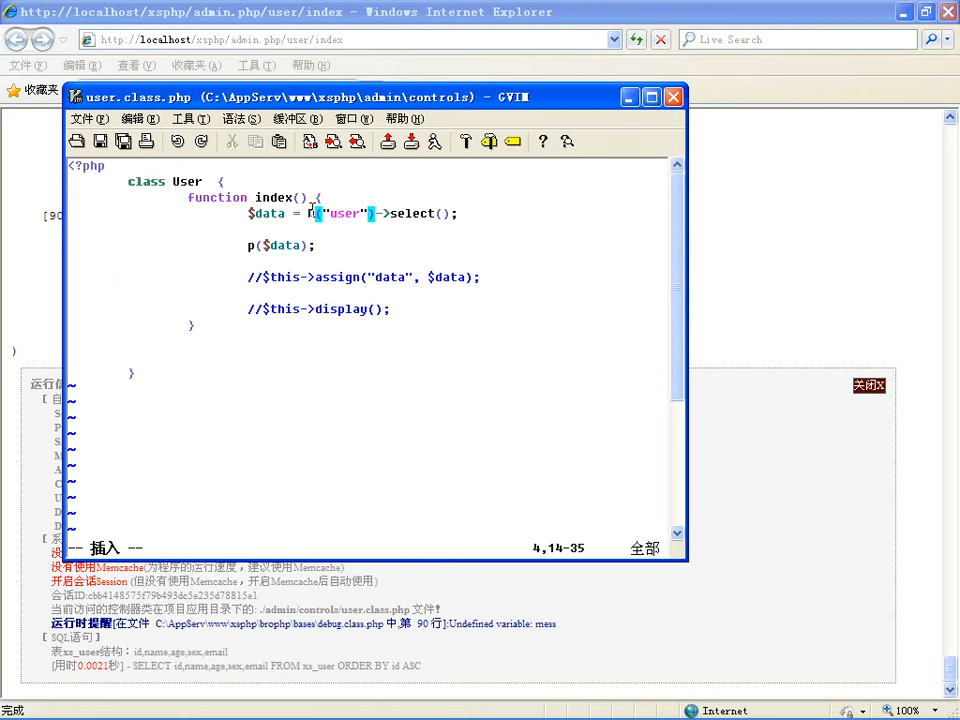 http://localhost/xsphp/admin.php/user/index - Windows Internet Explorer
http://localhost/xsphp/admin.php/user/index
Live Search
文件(F) 编辑(E) 查看(V) 收藏夹(A) 工具(T) 帮助(H)
收藏夹
user.class.php (C:\AppServ\www\xsphp\admin\controls) - GVIM
文件(F) 编辑(E) 工具(T) 语法(S) 缓冲区(B) 窗口(W) 帮助(H)
<?php
class User {
function index() {
$data = ("user")->select();
p($data);
//$this->assign("data", $data);
//$this->display();
}
}
~
~
~
~
~
~
~
~
~
~
-- 插入 -- 4,14-35 全部
[90
)
运行信
关闭X
[ 自
S
P
S
M
A
C
U
D
D
[ 系
没
没有使用Memcache(为程序的运行速度，建议使用Memcache)
开启会话Session (但没有使用Memcache，开启Memcache后自动使用)
会话ID:cbb4148575f79b493dc5e235d78815e1
当前访问的控制器类在项目应用目录下的: ./admin/controls/user.class.php 文件!
运行时提醒[在文件 C:\AppServ\www\xsphp\brophp\bases\debug.class.php 中,第 90 行]:Undefined variable: mess
[ SQL语句 ]
表xs_user结构：id,name,age,sex,email
[用时0.0021秒] - SELECT id,name,age,sex,email FROM xs_user ORDER BY id ASC
完成 Internet 100%